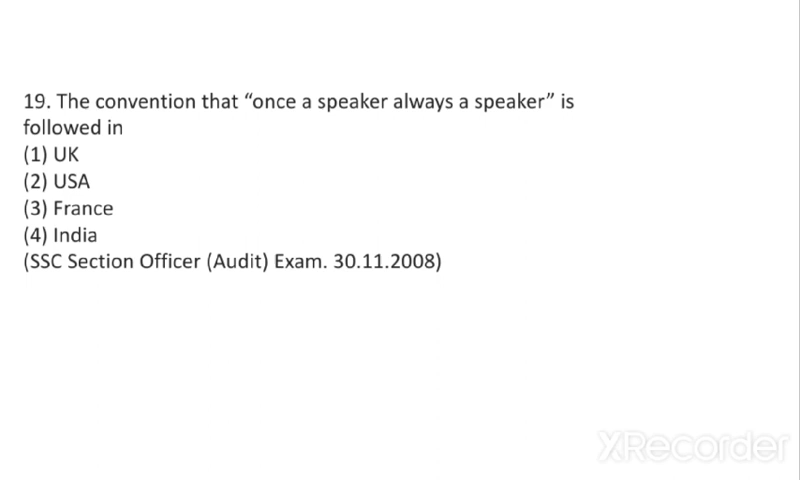 19. The convention that “once a speaker always a speaker” is
followed in
(1) UK
(2) USA
(3) France
(4) India
(SSC Section Officer (Audit) Exam. 30.11.2008)
XRecorder